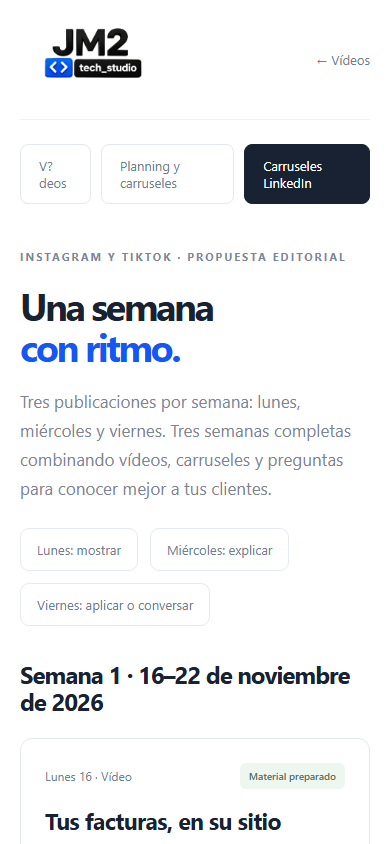 JM2
<> tech_studio
← Vídeos
V?
deos
Planning y
carruseles
Carruseles
LinkedIn
INSTAGRAM Y TIKTOK · PROPUESTA EDITORIAL
Una semana
con ritmo.
Tres publicaciones por semana: lunes,
miércoles y viernes. Tres semanas completas
combinando vídeos, carruseles y preguntas
para conocer mejor a tus clientes.
Lunes: mostrar
Miércoles: explicar
Viernes: aplicar o conversar
Semana 1 · 16–22 de noviembre
de 2026
Lunes 16 · Vídeo
Material preparado
Tus facturas, en su sitio